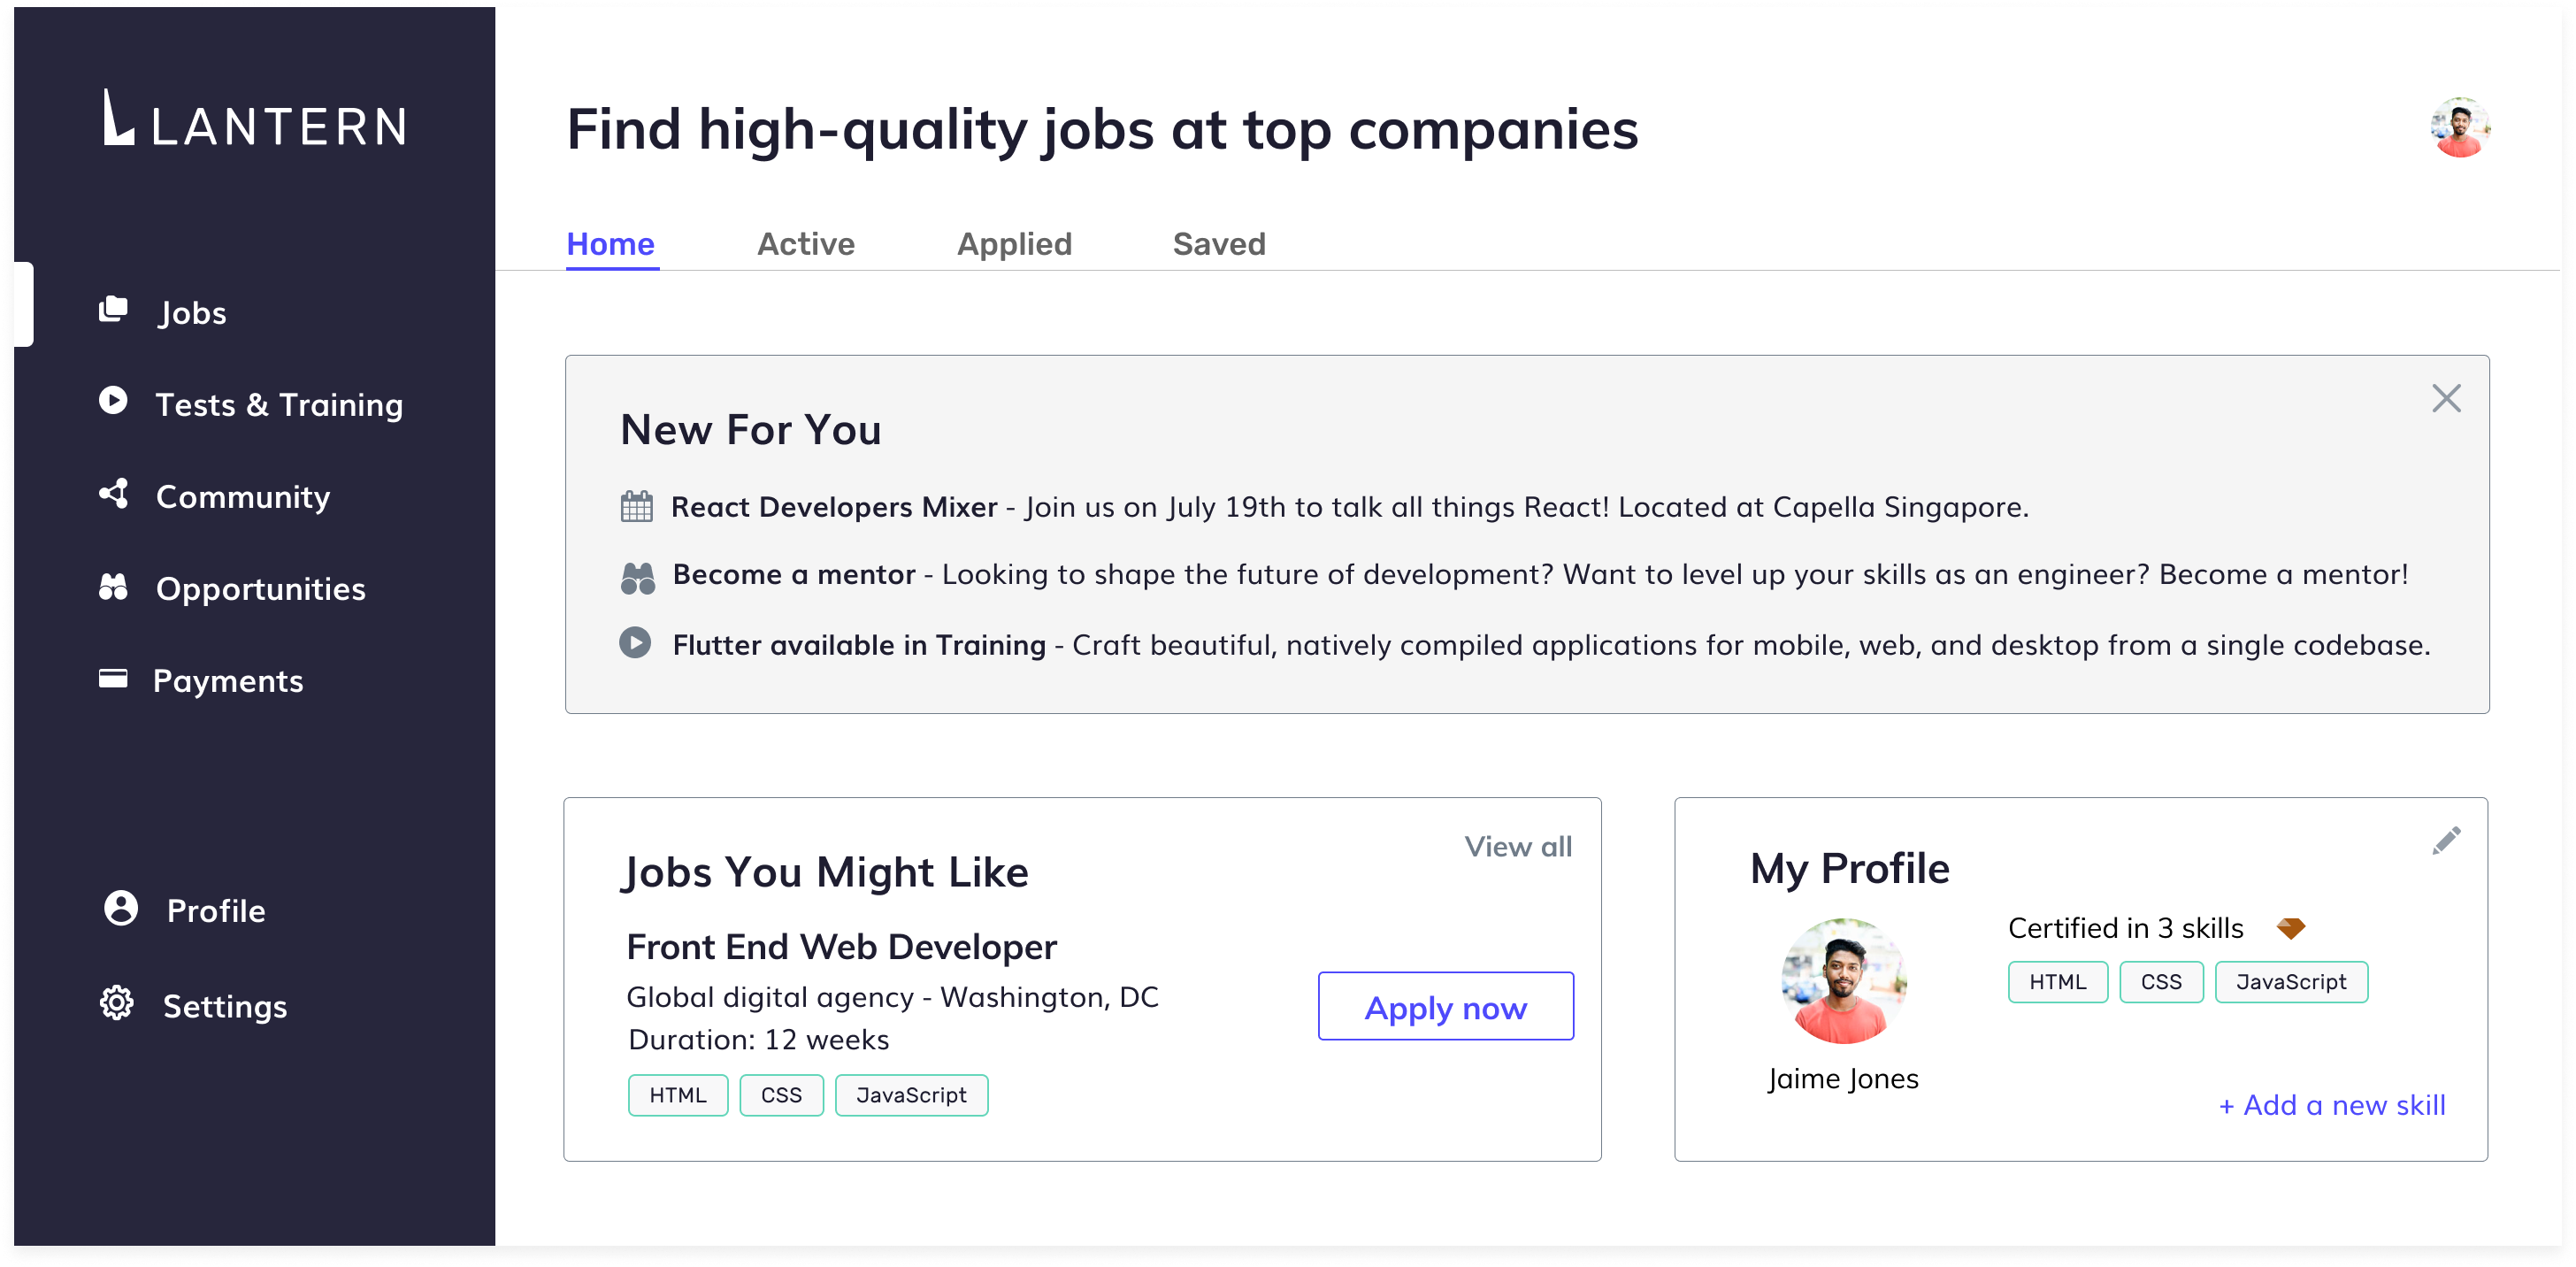 LANTERN
Jobs
Tests & Training
Community
Opportunities
Payments
Profile
Settings
Find high-quality jobs at top companies
Home
Active
Applied
Saved
New For You
React Developers Mixer - Join us on July 19th to talk all things React! Located at Capella Singapore.
Become a mentor - Looking to shape the future of development? Want to level up your skills as an engineer? Become a mentor!
Flutter available in Training - Craft beautiful, natively compiled applications for mobile, web, and desktop from a single codebase.
Jobs You Might Like
View all
Front End Web Developer
Global digital agency - Washington, DC
Duration: 12 weeks
HTML
CSS
JavaScript
Apply now
My Profile
Jaime Jones
Certified in 3 skills
HTML
CSS
JavaScript
+ Add a new skill